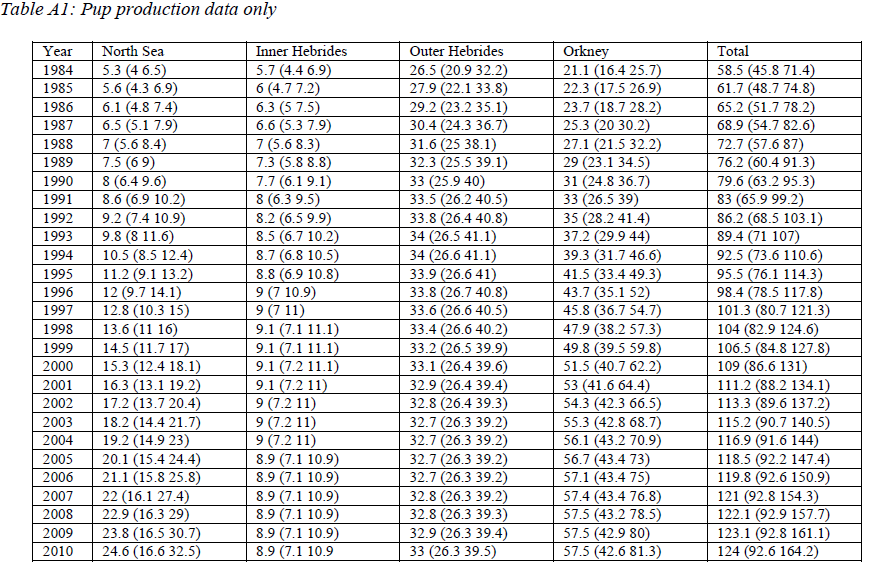 Table A1: Pup production data only
Year North Sea Inner Hebrides Outer Hebrides Orkney Total
1984 5.3 (4 6.5) 5.7 (4.4 6.9) 26.5 (20.9 32.2) 21.1 (16.4 25.7) 58.5 (45.8 71.4)
1985 5.6 (4.3 6.9) 6 (4.7 7.2) 27.9 (22.1 33.8) 22.3 (17.5 26.9) 61.7 (48.7 74.8)
1986 6.1 (4.8 7.4) 6.3 (5 7.5) 29.2 (23.2 35.1) 23.7 (18.7 28.2) 65.2 (51.7 78.2)
1987 6.5 (5.1 7.9) 6.6 (5.3 7.9) 30.4 (24.3 36.7) 25.3 (20 30.2) 68.9 (54.7 82.6)
1988 7 (5.6 8.4) 7 (5.6 8.3) 31.6 (25 38.1) 27.1 (21.5 32.2) 72.7 (57.6 87)
1989 7.5 (6 9) 7.3 (5.8 8.8) 32.3 (25.5 39.1) 29 (23.1 34.5) 76.2 (60.4 91.3)
1990 8 (6.4 9.6) 7.7 (6.1 9.1) 33 (25.9 40) 31 (24.8 36.7) 79.6 (63.2 95.3)
1991 8.6 (6.9 10.2) 8 (6.3 9.5) 33.5 (26.2 40.5) 33 (26.5 39) 83 (65.9 99.2)
1992 9.2 (7.4 10.9) 8.2 (6.5 9.9) 33.8 (26.4 40.8) 35 (28.2 41.4) 86.2 (68.5 103.1)
1993 9.8 (8 11.6) 8.5 (6.7 10.2) 34 (26.5 41.1) 37.2 (29.9 44) 89.4 (71 107)
1994 10.5 (8.5 12.4) 8.7 (6.8 10.5) 34 (26.6 41.1) 39.3 (31.7 46.6) 92.5 (73.6 110.6)
1995 11.2 (9.1 13.2) 8.8 (6.9 10.8) 33.9 (26.6 41) 41.5 (33.4 49.3) 95.5 (76.1 114.3)
1996 12 (9.7 14.1) 9 (7 10.9) 33.8 (26.7 40.8) 43.7 (35.1 52) 98.4 (78.5 117.8)
1997 12.8 (10.3 15) 9 (7 11) 33.6 (26.6 40.5) 45.8 (36.7 54.7) 101.3 (80.7 121.3)
1998 13.6 (11 16) 9.1 (7.1 11.1) 33.4 (26.6 40.2) 47.9 (38.2 57.3) 104 (82.9 124.6)
1999 14.5 (11.7 17) 9.1 (7.1 11.1) 33.2 (26.5 39.9) 49.8 (39.5 59.8) 106.5 (84.8 127.8)
2000 15.3 (12.4 18.1) 9.1 (7.2 11.1) 33.1 (26.4 39.6) 51.5 (40.7 62.2) 109 (86.6 131)
2001 16.3 (13.1 19.2) 9.1 (7.2 11) 32.9 (26.4 39.4) 53 (41.6 64.4) 111.2 (88.2 134.1)
2002 17.2 (13.7 20.4) 9 (7.2 11) 32.8 (26.4 39.3) 54.3 (42.3 66.5) 113.3 (89.6 137.2)
2003 18.2 (14.4 21.7) 9 (7.2 11) 32.7 (26.3 39.2) 55.3 (42.8 68.7) 115.2 (90.7 140.5)
2004 19.2 (14.9 23) 9 (7.2 11) 32.7 (26.3 39.2) 56.1 (43.2 70.9) 116.9 (91.6 144)
2005 20.1 (15.4 24.4) 8.9 (7.1 10.9) 32.7 (26.3 39.2) 56.7 (43.4 73) 118.5 (92.2 147.4)
2006 21.1 (15.8 25.8) 8.9 (7.1 10.9) 32.7 (26.3 39.2) 57.1 (43.4 75) 119.8 (92.6 150.9)
2007 22 (16.1 27.4) 8.9 (7.1 10.9) 32.8 (26.3 39.2) 57.4 (43.4 76.8) 121 (92.8 154.3)
2008 22.9 (16.3 29) 8.9 (7.1 10.9) 32.8 (26.3 39.3) 57.5 (43.2 78.5) 122.1 (92.9 157.7)
2009 23.8 (16.5 30.7) 8.9 (7.1 10.9) 32.9 (26.3 39.4) 57.5 (42.9 80) 123.1 (92.8 161.1)
2010 24.6 (16.6 32.5) 8.9 (7.1 10.9 33 (26.3 39.5) 57.5 (42.6 81.3) 124 (92.6 164.2)